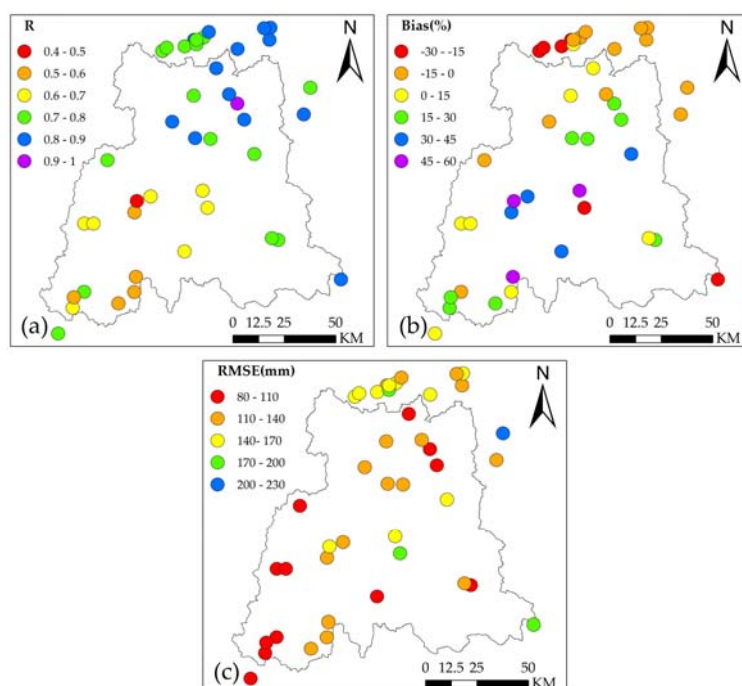 R
0.4 - 0.5
0.5 - 0.6
0.6 - 0.7
0.7 - 0.8
0.8 - 0.9
0.9 - 1
N
(a)
0 12.5 25 50
KM
Bias(%)
-30 - -15
-15 - 0
0 - 15
15 - 30
30 - 45
45 - 60
N
(b)
0 12.5 25 50
KM
RMSE(mm)
80 - 110
110 - 140
140- 170
170 - 200
200 - 230
N
(c)
0 12.5 25 50
KM